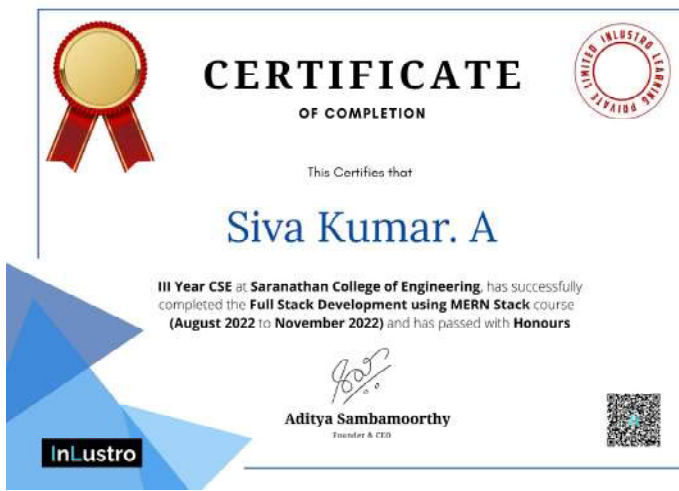 CERTIFICATE
OF COMPLETION
INLUSTRO LEARNING PRIVATE LIMITED
This Certifies that
Siva Kumar. A
III Year CSE at Saranathan College of Engineering, has successfully
completed the Full Stack Development using MERN Stack course
(August 2022 to November 2022) and has passed with Honours
Aditya Sambamoorthy
Founder & CEO
InLustro